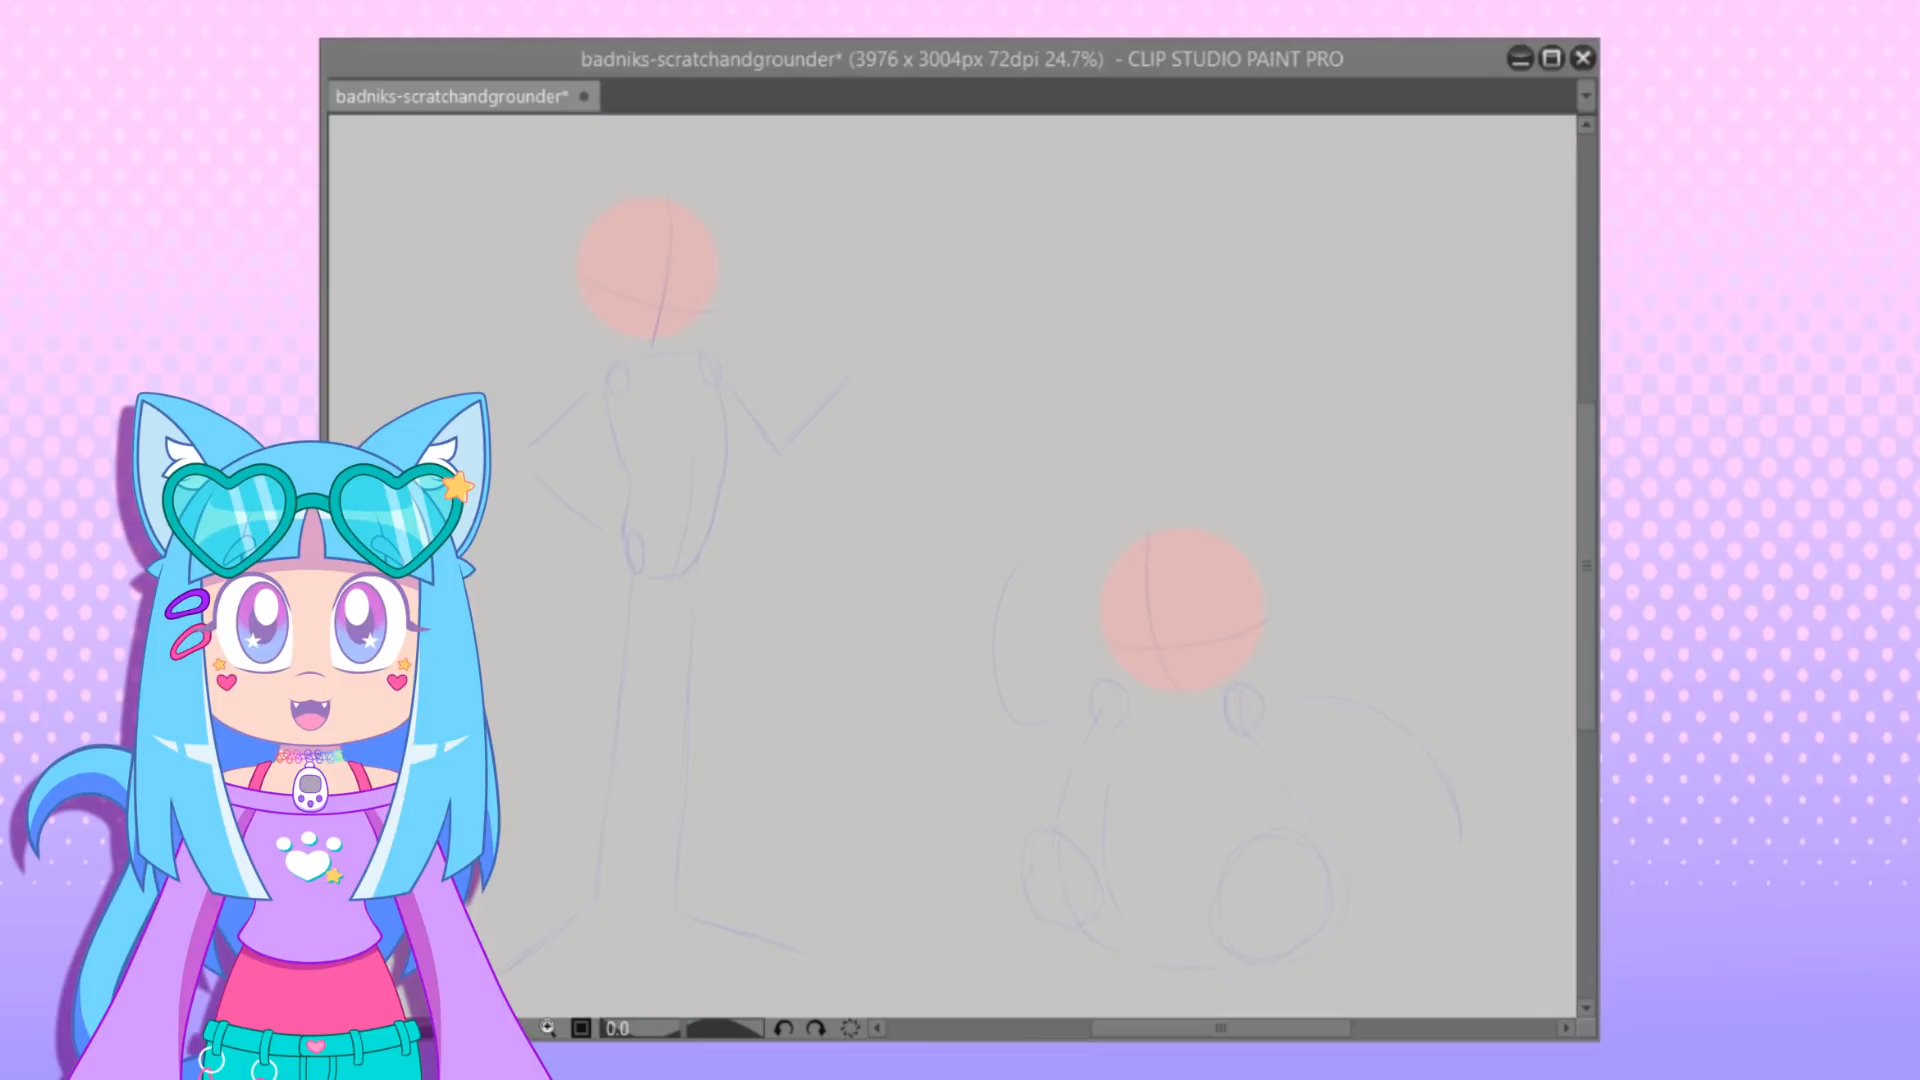 badniks-scratchandgrounder* (3976 x 3004px 72dpi 24.7%) - CLIP STUDIO PAINT PRO
badniks-scratchandgrounder*
0.0